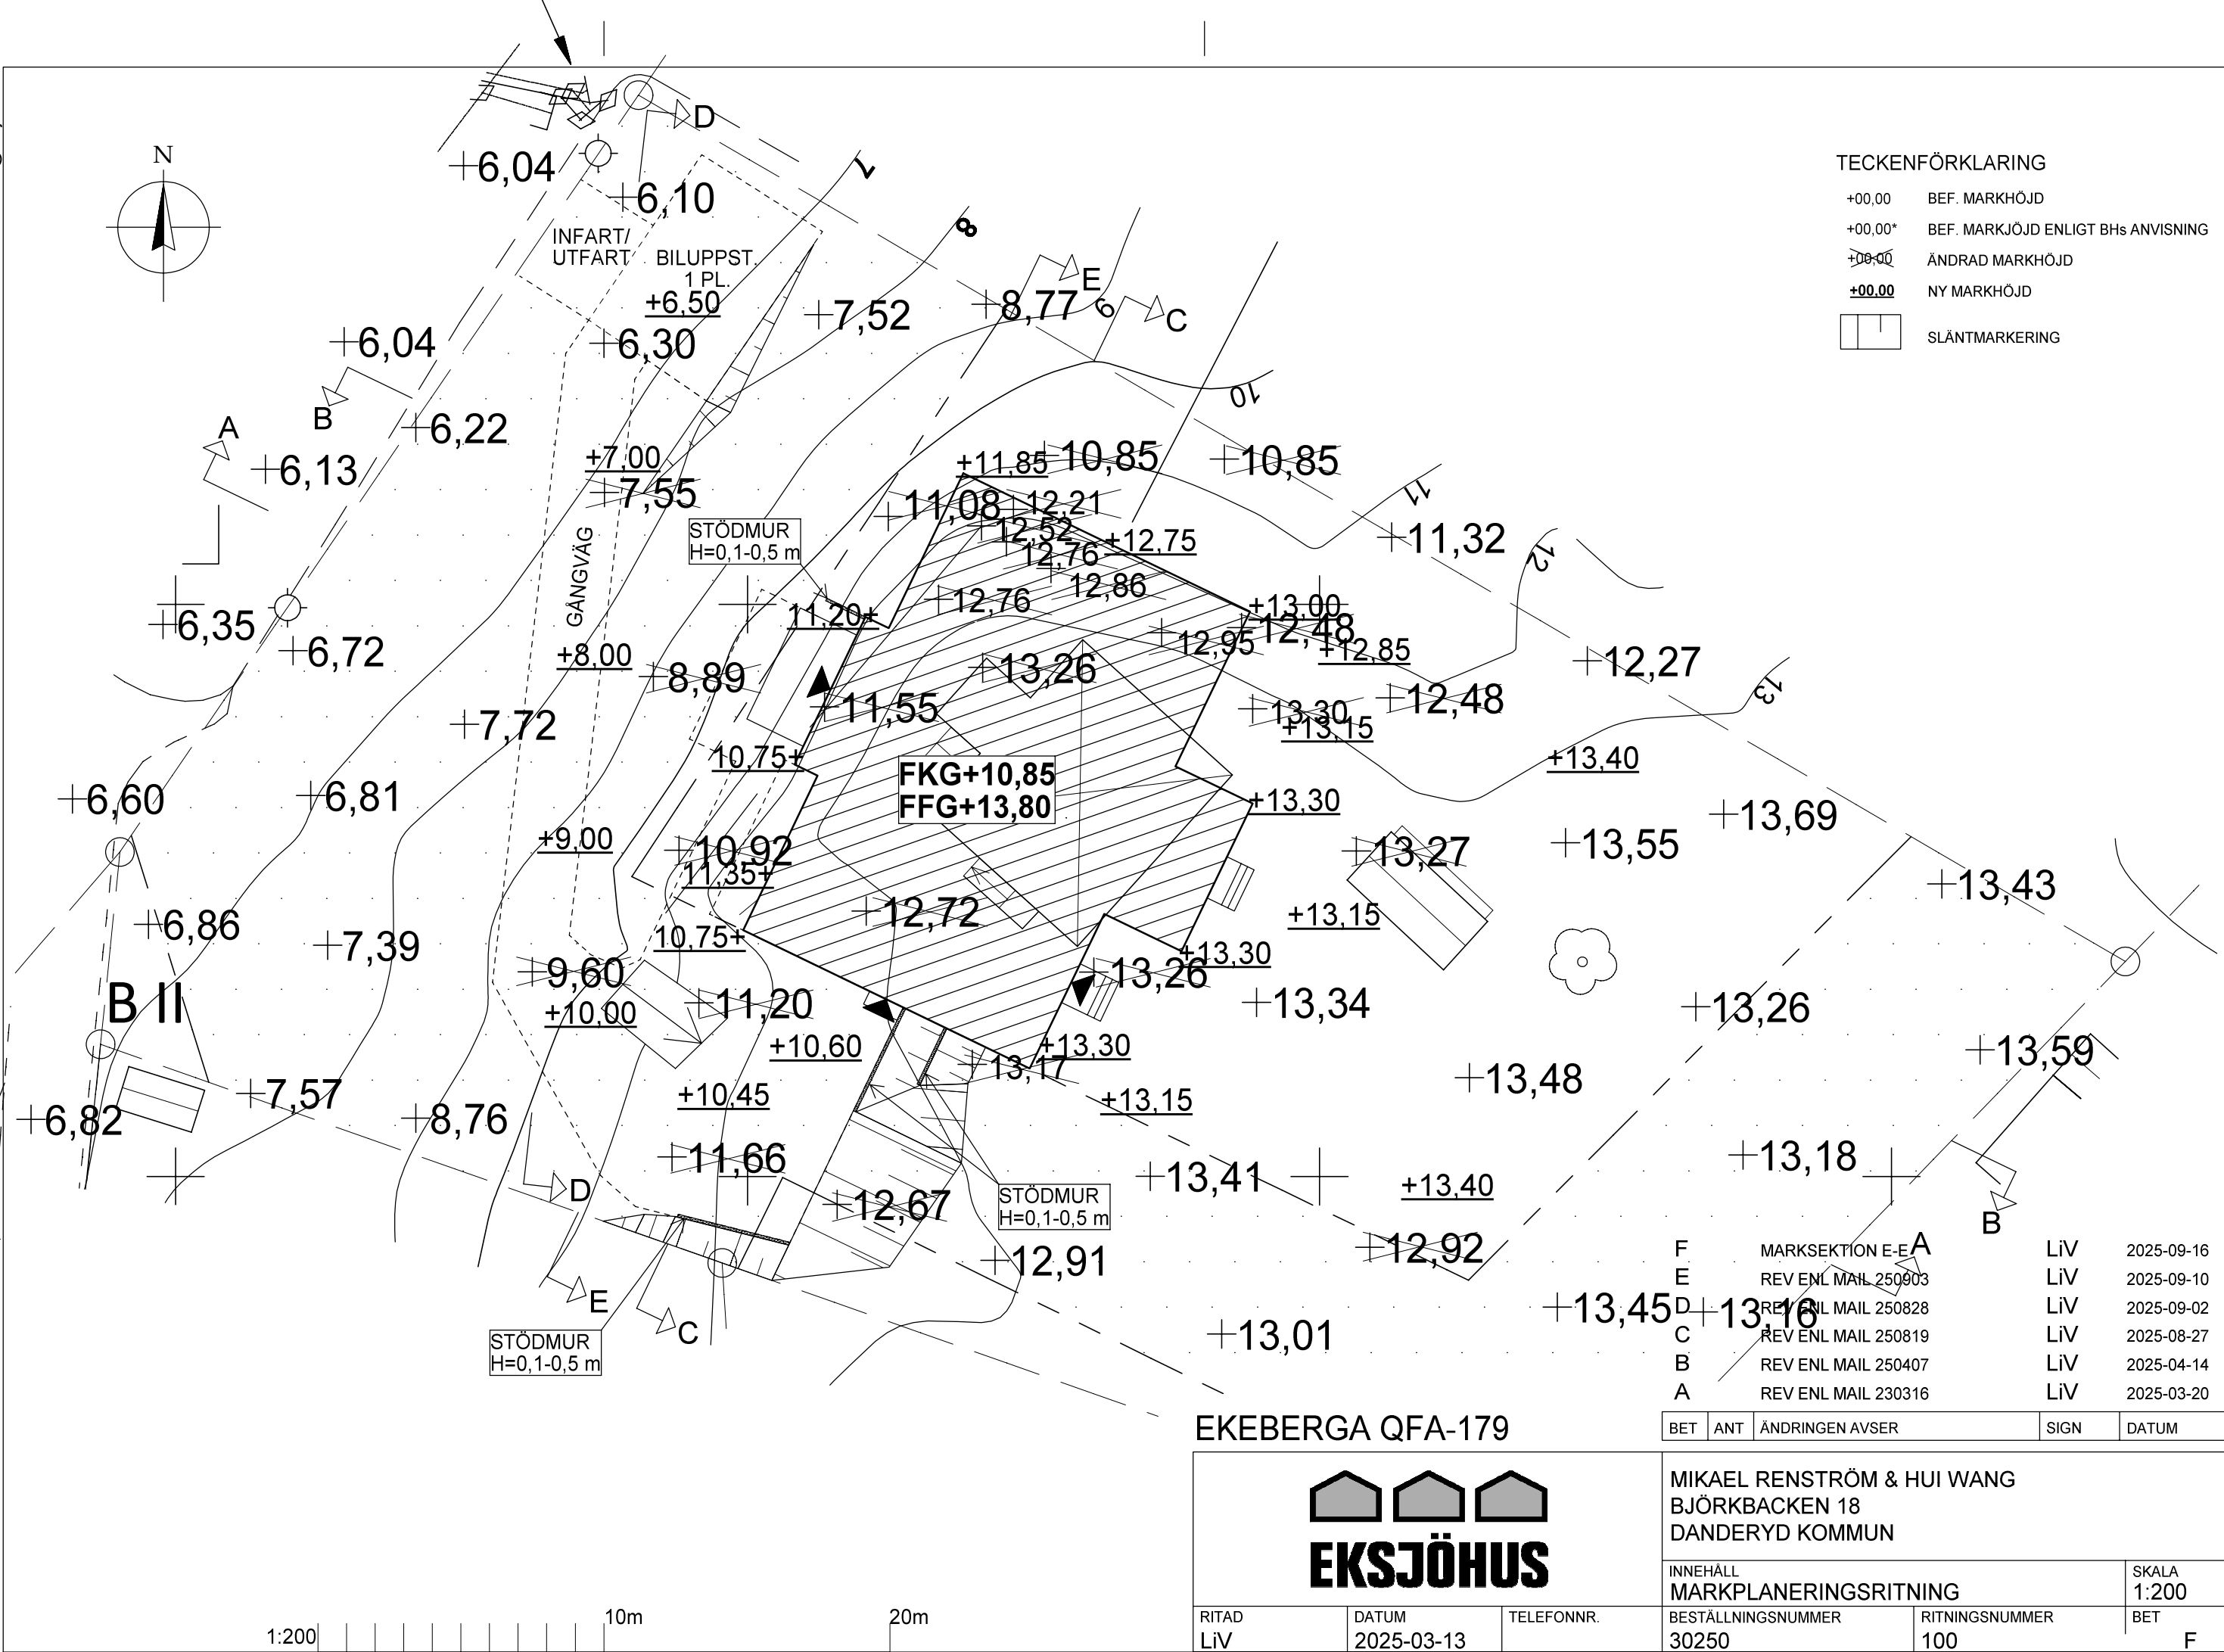 D
N
+6,04
7
+6,10
8
INFART/
UTFART
BILUPPST.
1 PL.
+6,50
+7,52
E
+8,77
9
C
+6,04
+6,30
B
A
+6,22
10
+6,13
+7,00
+7,55
+11,85
+10,85
+10,85
11
+11,08
+12,21
12,52
STÖDMUR
H=0,1-0,5 m
+12,75
12,76
+11,32
12
GÅNGVÄG
12,86
+12,76
11,20+
+13,00
+12,48
+6,35
+6,72
+8,00
+8,89
+12,95
+12,85
+13,26
+12,27
13
+11,55
+12,48
+13,30
+13,15
+7,72
10,75+
+13,40
FKG+10,85
FFG+13,80
+6,60
+6,81
+13,30
+13,69
+9,00
+10,92
+13,27
+13,55
11,35+
+13,43
+12,72
+13,15
+6,86
+7,39
10,75+
+13,30
+9,60
+13,26
B II
+10,00
+11,20
+13,34
+13,26
+10,60
+13,30
+13,17
+13,59
+13,48
+7,57
+10,45
+13,15
+6,82
+8,76
+11,66
+13,41
+13,18
D
+13,40
+12,67
STÖDMUR
H=0,1-0,5 m
B
+12,91
+12,92
A
E
C
+13,45
+13,16
+13,01
STÖDMUR
H=0,1-0,5 m
TECKENFÖRKLARING
+00,00 BEF. MARKHÖJD
+00,00* BEF. MARKJÖJD ENLIGT BHs ANVISNING
+00,00 ÄNDRAD MARKHÖJD
+00,00 NY MARKHÖJD
SLÄNTMARKERING
F MARKSEKTION E-E LiV 2025-09-16
E REV ENL MAIL 250903 LiV 2025-09-10
D REV ENL MAIL 250828 LiV 2025-09-02
C REV ENL MAIL 250819 LiV 2025-08-27
B REV ENL MAIL 250407 LiV 2025-04-14
A REV ENL MAIL 230316 LiV 2025-03-20
BET ANT ÄNDRINGEN AVSER SIGN DATUM
EKEBERGA QFA-179
EKSJÖHUS
MIKAEL RENSTRÖM & HUI WANG
BJÖRKBACKEN 18
DANDERYD KOMMUN
INNEHÅLL
MARKPLANERINGSRITNING
SKALA
1:200
RITAD
LiV
DATUM
2025-03-13
TELEFONNR.
BESTÄLLNINGSNUMMER
30250
RITNINGSNUMMER
100
BET
F
1:200
10m
20m